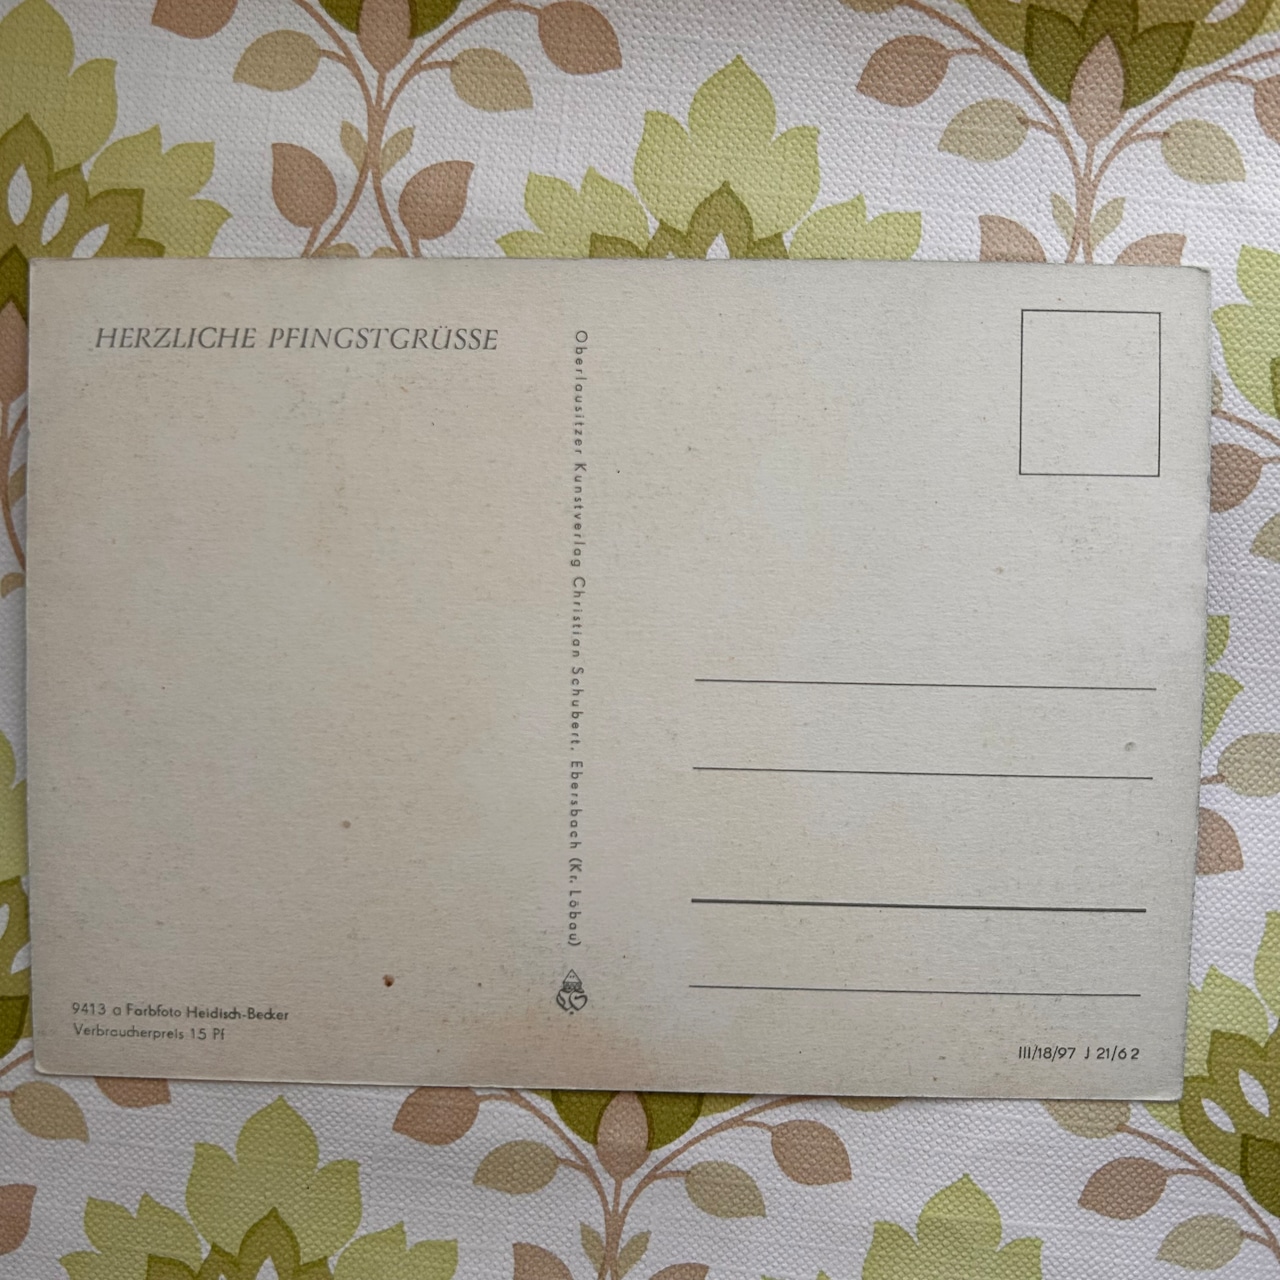 HERZLICHE PFINGSTGRÜSSE
Oberlausitzer Kunstverlag Christian Schubert, Ebersbach (Kr. Löbau)
9413 a Farbfoto Heidisch-Becker
Verbraucherpreis 15 Pf
III/18/97 J 21/62